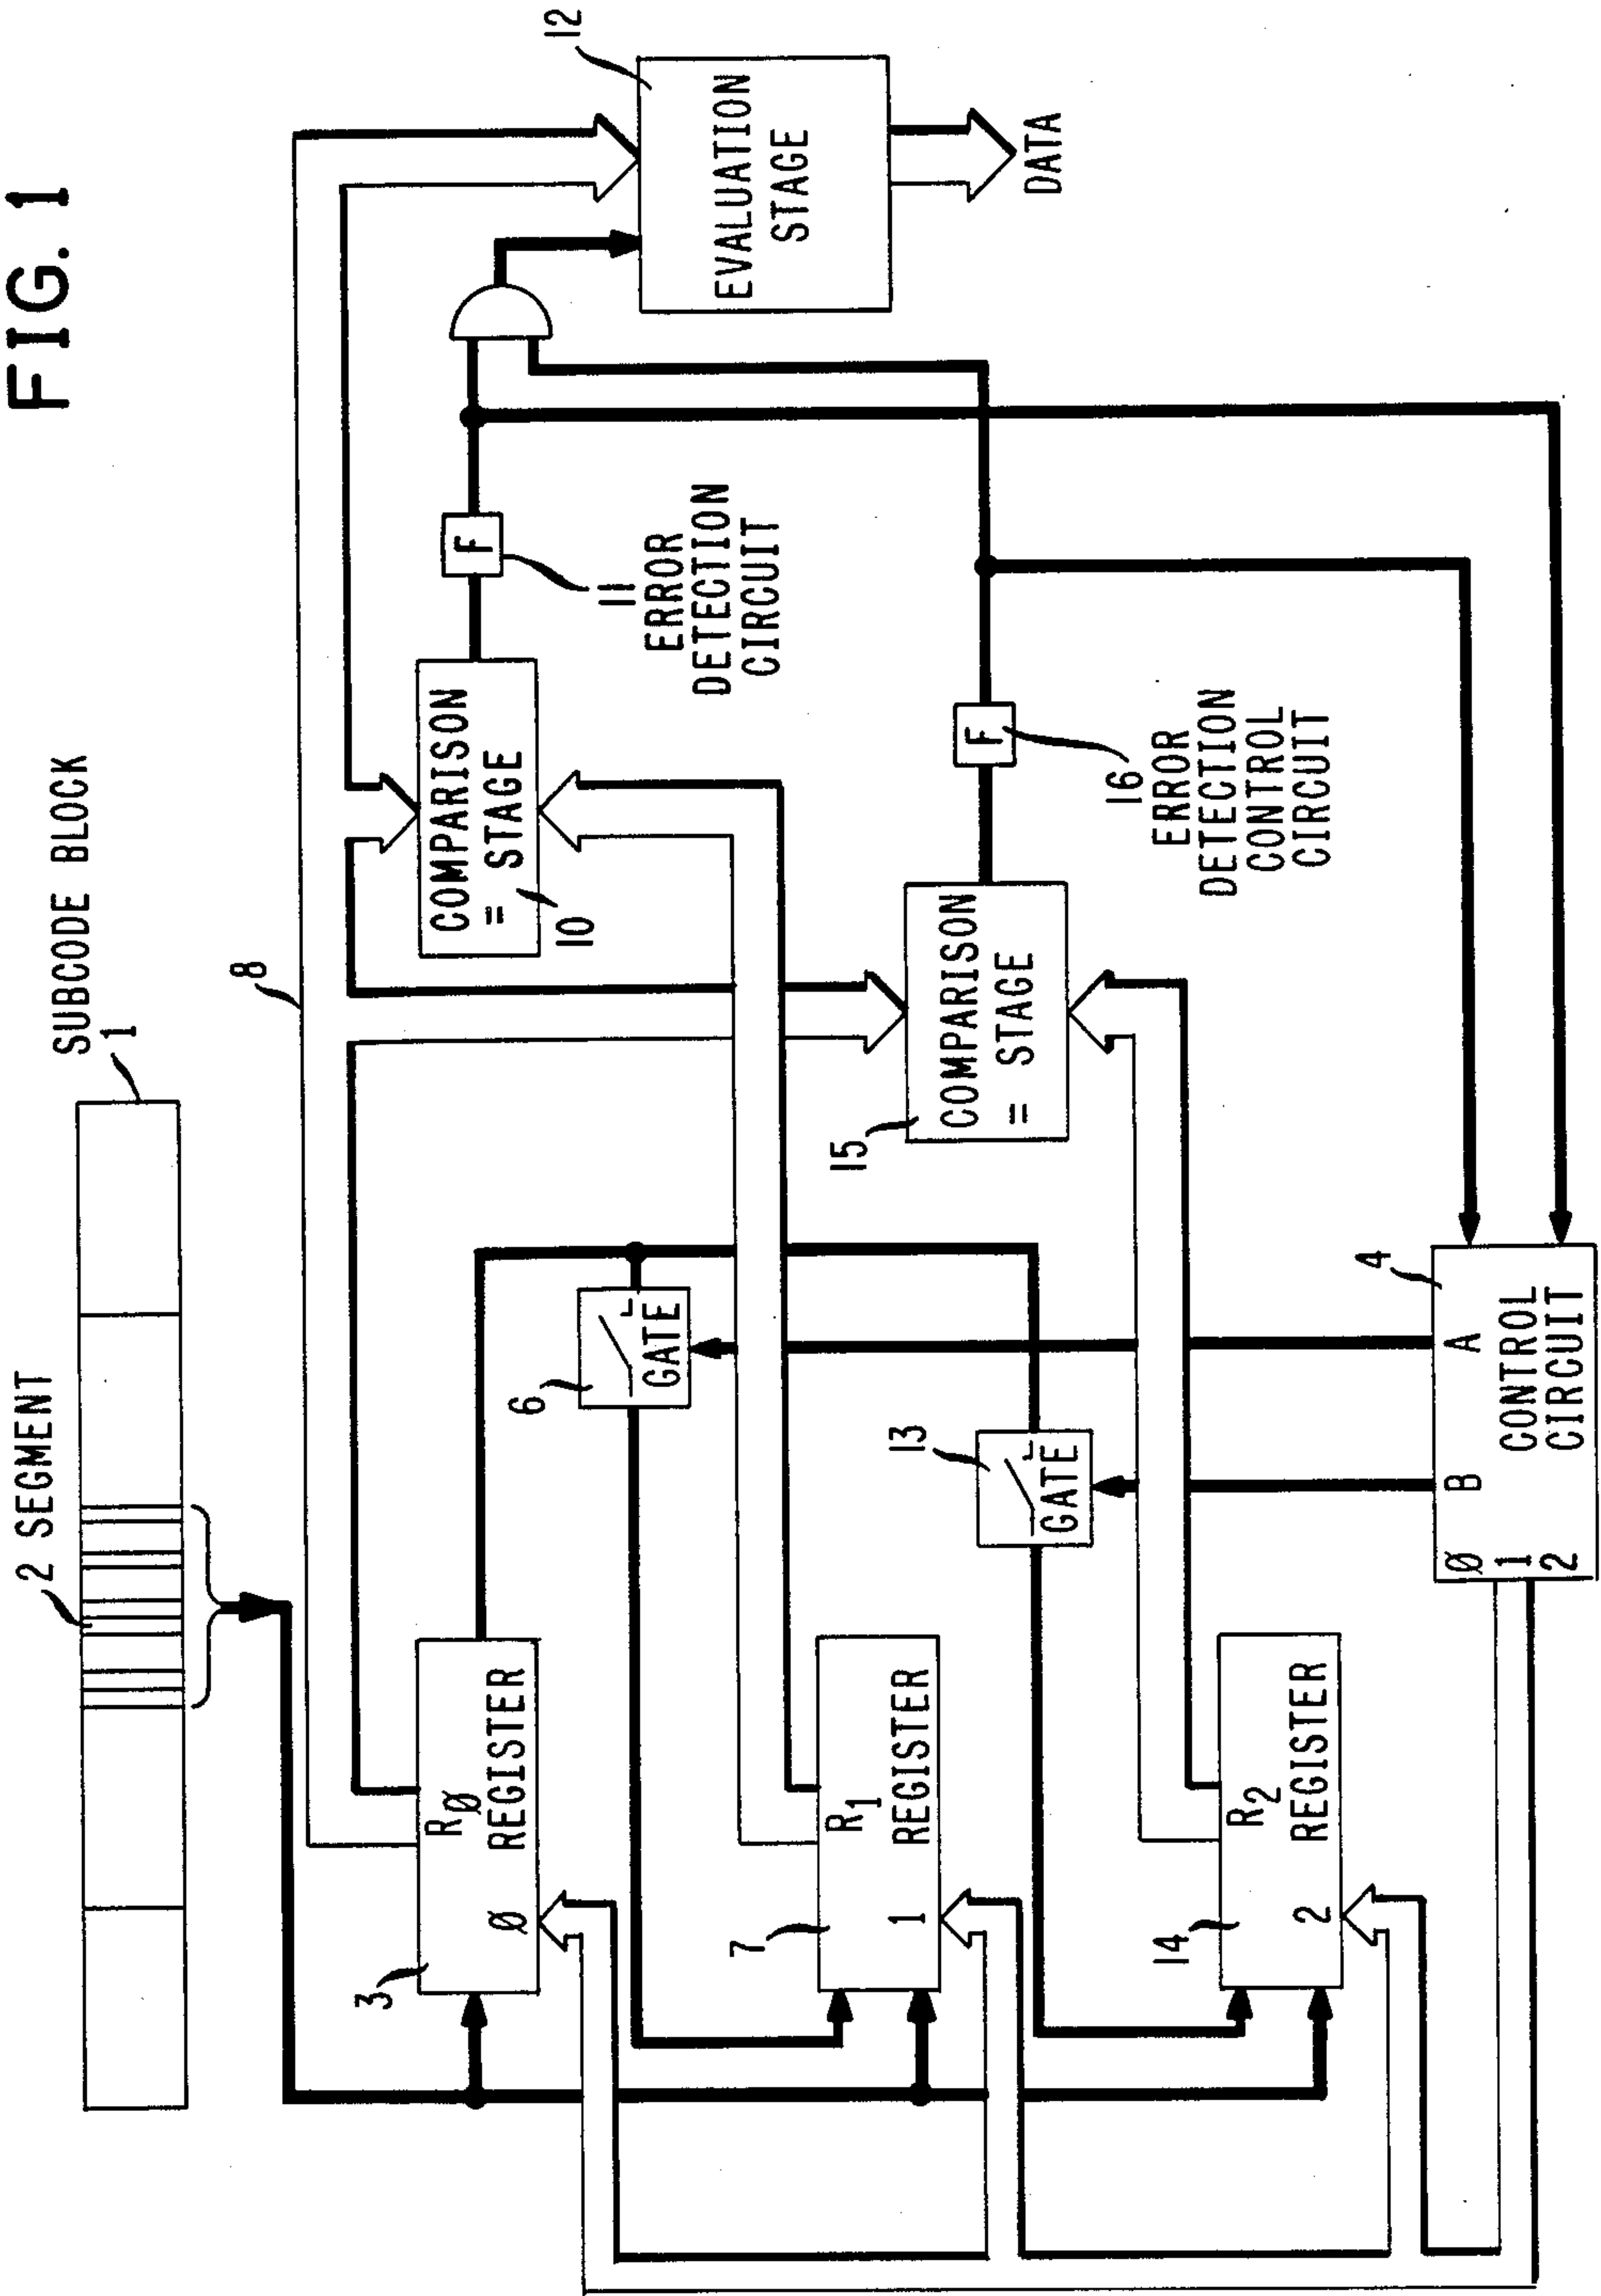 FIG. 1
SUBCODE BLOCK
1
2 SEGMENT
8
3
RØ
REGISTER
Ø
6
GATE
COMPARISON
= STAGE
10
F
11
ERROR
DETECTION
CIRCUIT
12
EVALUATION
STAGE
DATA
7
R1
REGISTER
1
13
GATE
15
COMPARISON
= STAGE
F
16
ERROR
DETECTION
CONTROL
CIRCUIT
14
R2
REGISTER
2
4
Ø
1
2
B
A
CONTROL
CIRCUIT